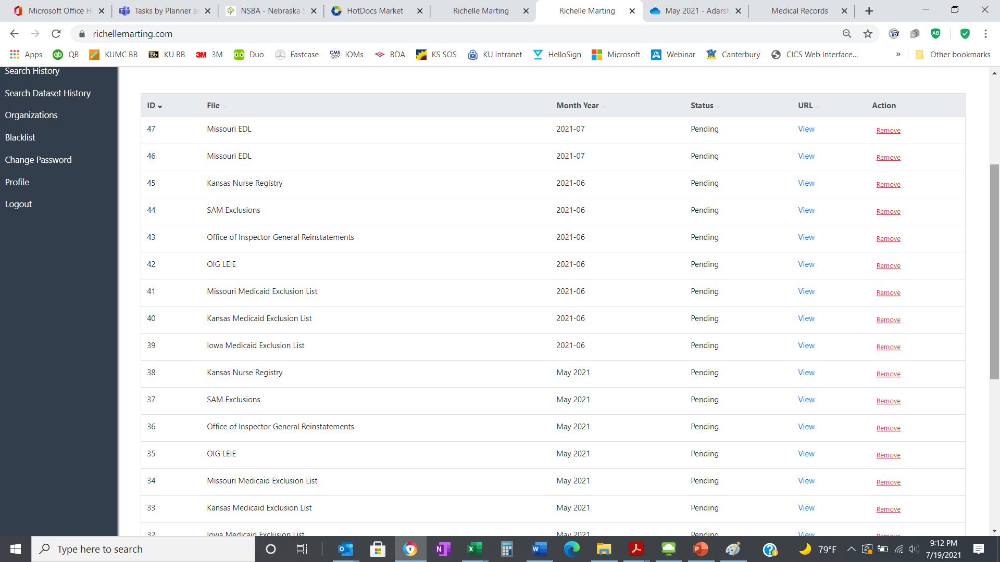 Microsoft Office H
Tasks by Planner a
NSBA - Nebraska S
HotDocs Market
Richelle Marting
Richelle Marting
May 2021 - Adarsh
Medical Records
richellemarting.com
Apps
QB
KUMC BB
Bb KU BB
3M 3M
Duo
Fastcase
CMS .gov IOMs
BOA
KS SOS
KU Intranet
HelloSign
Microsoft
Webinar
Canterbury
CICS Web Interface...
»
Other bookmarks
Search History
Search Dataset History
Organizations
Blacklist
Change Password
Profile
Logout
ID File Month Year Status URL Action
47 Missouri EDL 2021-07 Pending View Remove
46 Missouri EDL 2021-07 Pending View Remove
45 Kansas Nurse Registry 2021-06 Pending View Remove
44 SAM Exclusions 2021-06 Pending View Remove
43 Office of Inspector General Reinstatements 2021-06 Pending View Remove
42 OIG LEIE 2021-06 Pending View Remove
41 Missouri Medicaid Exclusion List 2021-06 Pending View Remove
40 Kansas Medicaid Exclusion List 2021-06 Pending View Remove
39 Iowa Medicaid Exclusion List 2021-06 Pending View Remove
38 Kansas Nurse Registry May 2021 Pending View Remove
37 SAM Exclusions May 2021 Pending View Remove
36 Office of Inspector General Reinstatements May 2021 Pending View Remove
35 OIG LEIE May 2021 Pending View Remove
34 Missouri Medicaid Exclusion List May 2021 Pending View Remove
33 Kansas Medicaid Exclusion List May 2021 Pending View Remove
32 Iowa Medicaid Exclusion List May 2021 Pending View Remove
Type here to search
79°F
9:12 PM
7/19/2021